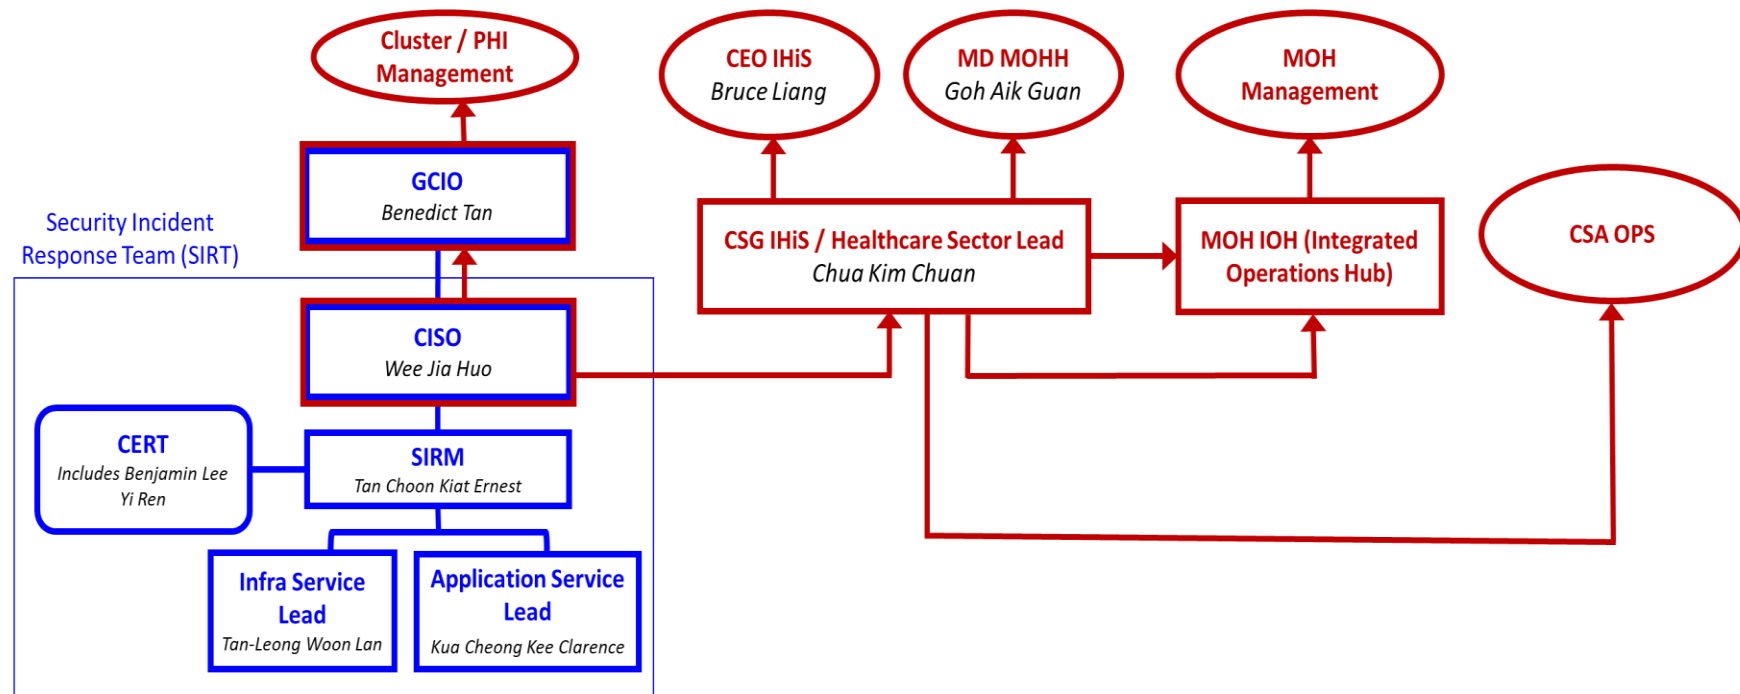 Cluster / PHI
Management
CEO IHiS
Bruce Liang
MD MOHH
Goh Aik Guan
MOH
Management
GCIO
Benedict Tan
CSG IHiS / Healthcare Sector Lead
Chua Kim Chuan
MOH IOH (Integrated
Operations Hub)
CSA OPS
Security Incident
Response Team (SIRT)
CISO
Wee Jia Huo
CERT
Includes Benjamin Lee
Yi Ren
SIRM
Tan Choon Kiat Ernest
Infra Service
Lead
Tan-Leong Woon Lan
Application Service
Lead
Kua Cheong Kee Clarence